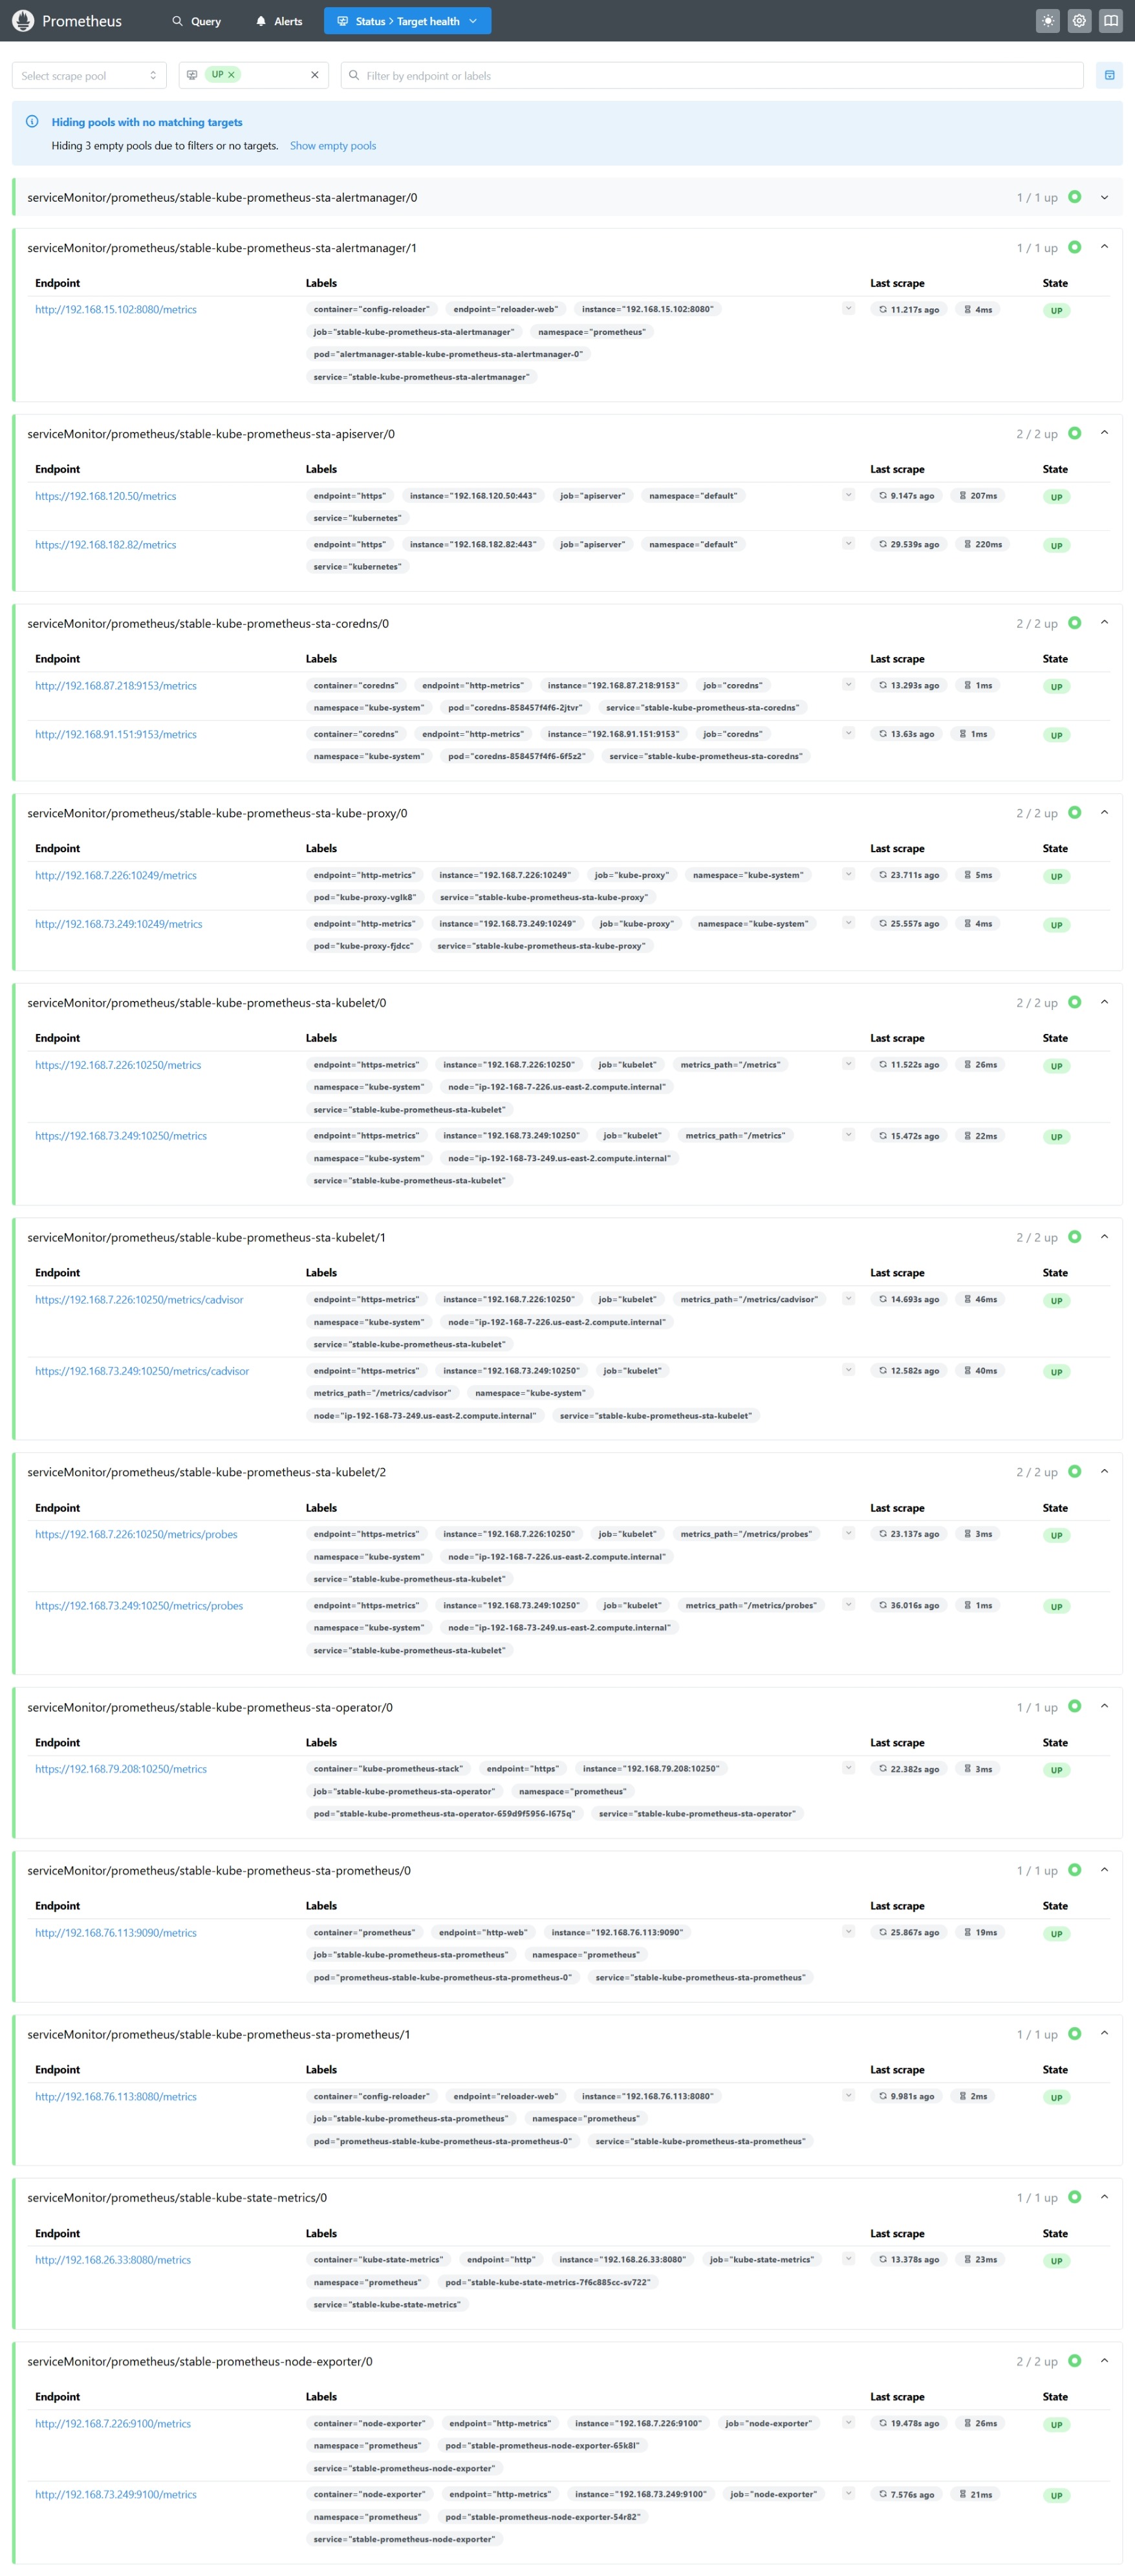 Prometheus Query Alerts Status > Target health
Select scrape pool UP Filter by endpoint or labels
Hiding pools with no matching targets
Hiding 3 empty pools due to filters or no targets. Show empty pools
serviceMonitor/prometheus/stable-kube-prometheus-sta-alertmanager/0 1 / 1 up
serviceMonitor/prometheus/stable-kube-prometheus-sta-alertmanager/1 1 / 1 up
Endpoint Labels Last scrape State
http://192.168.15.102:8080/metrics container="config-reloader" endpoint="reloader-web" instance="192.168.15.102:8080" 11.217s ago 4ms UP
job="stable-kube-prometheus-sta-alertmanager" namespace="prometheus"
pod="alertmanager-stable-kube-prometheus-sta-alertmanager-0"
service="stable-kube-prometheus-sta-alertmanager"
serviceMonitor/prometheus/stable-kube-prometheus-sta-apiserver/0 2 / 2 up
Endpoint Labels Last scrape State
https://192.168.120.50/metrics endpoint="https" instance="192.168.120.50:443" job="apiserver" namespace="default" 9.147s ago 207ms UP
service="kubernetes"
https://192.168.182.82/metrics endpoint="https" instance="192.168.182.82:443" job="apiserver" namespace="default" 29.539s ago 220ms UP
service="kubernetes"
serviceMonitor/prometheus/stable-kube-prometheus-sta-coredns/0 2 / 2 up
Endpoint Labels Last scrape State
http://192.168.87.218:9153/metrics container="coredns" endpoint="http-metrics" instance="192.168.87.218:9153" job="coredns" 13.293s ago 1ms UP
namespace="kube-system" pod="coredns-858457f4f6-2jtvr" service="stable-kube-prometheus-sta-coredns"
http://192.168.91.151:9153/metrics container="coredns" endpoint="http-metrics" instance="192.168.91.151:9153" job="coredns" 13.63s ago 1ms UP
namespace="kube-system" pod="coredns-858457f4f6-6f5z2" service="stable-kube-prometheus-sta-coredns"
serviceMonitor/prometheus/stable-kube-prometheus-sta-kube-proxy/0 2 / 2 up
Endpoint Labels Last scrape State
http://192.168.7.226:10249/metrics endpoint="http-metrics" instance="192.168.7.226:10249" job="kube-proxy" namespace="kube-system" 23.711s ago 5ms UP
pod="kube-proxy-vglk8" service="stable-kube-prometheus-sta-kube-proxy"
http://192.168.73.249:10249/metrics endpoint="http-metrics" instance="192.168.73.249:10249" job="kube-proxy" namespace="kube-system" 25.557s ago 4ms UP
pod="kube-proxy-fjdcc" service="stable-kube-prometheus-sta-kube-proxy"
serviceMonitor/prometheus/stable-kube-prometheus-sta-kubelet/0 2 / 2 up
Endpoint Labels Last scrape State
https://192.168.7.226:10250/metrics endpoint="https-metrics" instance="192.168.7.226:10250" job="kubelet" metrics_path="/metrics" 11.522s ago 26ms UP
namespace="kube-system" node="ip-192-168-7-226.us-east-2.compute.internal"
service="stable-kube-prometheus-sta-kubelet"
https://192.168.73.249:10250/metrics endpoint="https-metrics" instance="192.168.73.249:10250" job="kubelet" metrics_path="/metrics" 15.472s ago 22ms UP
namespace="kube-system" node="ip-192-168-73-249.us-east-2.compute.internal"
service="stable-kube-prometheus-sta-kubelet"
serviceMonitor/prometheus/stable-kube-prometheus-sta-kubelet/1 2 / 2 up
Endpoint Labels Last scrape State
https://192.168.7.226:10250/metrics/cadvisor endpoint="https-metrics" instance="192.168.7.226:10250" job="kubelet" metrics_path="/metrics/cadvisor" 14.693s ago 46ms UP
namespace="kube-system" node="ip-192-168-7-226.us-east-2.compute.internal"
service="stable-kube-prometheus-sta-kubelet"
https://192.168.73.249:10250/metrics/cadvisor endpoint="https-metrics" instance="192.168.73.249:10250" job="kubelet" 12.582s ago 40ms UP
metrics_path="/metrics/cadvisor" namespace="kube-system"
node="ip-192-168-73-249.us-east-2.compute.internal" service="stable-kube-prometheus-sta-kubelet"
serviceMonitor/prometheus/stable-kube-prometheus-sta-kubelet/2 2 / 2 up
Endpoint Labels Last scrape State
https://192.168.7.226:10250/metrics/probes endpoint="https-metrics" instance="192.168.7.226:10250" job="kubelet" metrics_path="/metrics/probes" 23.137s ago 3ms UP
namespace="kube-system" node="ip-192-168-7-226.us-east-2.compute.internal"
service="stable-kube-prometheus-sta-kubelet"
https://192.168.73.249:10250/metrics/probes endpoint="https-metrics" instance="192.168.73.249:10250" job="kubelet" metrics_path="/metrics/probes" 36.016s ago 1ms UP
namespace="kube-system" node="ip-192-168-73-249.us-east-2.compute.internal"
service="stable-kube-prometheus-sta-kubelet"
serviceMonitor/prometheus/stable-kube-prometheus-sta-operator/0 1 / 1 up
Endpoint Labels Last scrape State
https://192.168.79.208:10250/metrics container="kube-prometheus-stack" endpoint="https" instance="192.168.79.208:10250" 22.382s ago 3ms UP
job="stable-kube-prometheus-sta-operator" namespace="prometheus"
pod="stable-kube-prometheus-sta-operator-659d9f5956-l675q" service="stable-kube-prometheus-sta-operator"
serviceMonitor/prometheus/stable-kube-prometheus-sta-prometheus/0 1 / 1 up
Endpoint Labels Last scrape State
http://192.168.76.113:9090/metrics container="prometheus" endpoint="http-web" instance="192.168.76.113:9090" 25.867s ago 19ms UP
job="stable-kube-prometheus-sta-prometheus" namespace="prometheus"
pod="prometheus-stable-kube-prometheus-sta-prometheus-0" service="stable-kube-prometheus-sta-prometheus"
serviceMonitor/prometheus/stable-kube-prometheus-sta-prometheus/1 1 / 1 up
Endpoint Labels Last scrape State
http://192.168.76.113:8080/metrics container="config-reloader" endpoint="reloader-web" instance="192.168.76.113:8080" 9.981s ago 2ms UP
job="stable-kube-prometheus-sta-prometheus" namespace="prometheus"
pod="prometheus-stable-kube-prometheus-sta-prometheus-0" service="stable-kube-prometheus-sta-prometheus"
serviceMonitor/prometheus/stable-kube-state-metrics/0 1 / 1 up
Endpoint Labels Last scrape State
http://192.168.26.33:8080/metrics container="kube-state-metrics" endpoint="http" instance="192.168.26.33:8080" job="kube-state-metrics" 13.378s ago 23ms UP
namespace="prometheus" pod="stable-kube-state-metrics-7f6c885cc-sv722"
service="stable-kube-state-metrics"
serviceMonitor/prometheus/stable-prometheus-node-exporter/0 2 / 2 up
Endpoint Labels Last scrape State
http://192.168.7.226:9100/metrics container="node-exporter" endpoint="http-metrics" instance="192.168.7.226:9100" job="node-exporter" 19.478s ago 26ms UP
namespace="prometheus" pod="stable-prometheus-node-exporter-65k8l"
service="stable-prometheus-node-exporter"
http://192.168.73.249:9100/metrics container="node-exporter" endpoint="http-metrics" instance="192.168.73.249:9100" job="node-exporter" 7.576s ago 21ms UP
namespace="prometheus" pod="stable-prometheus-node-exporter-54r82"
service="stable-prometheus-node-exporter"